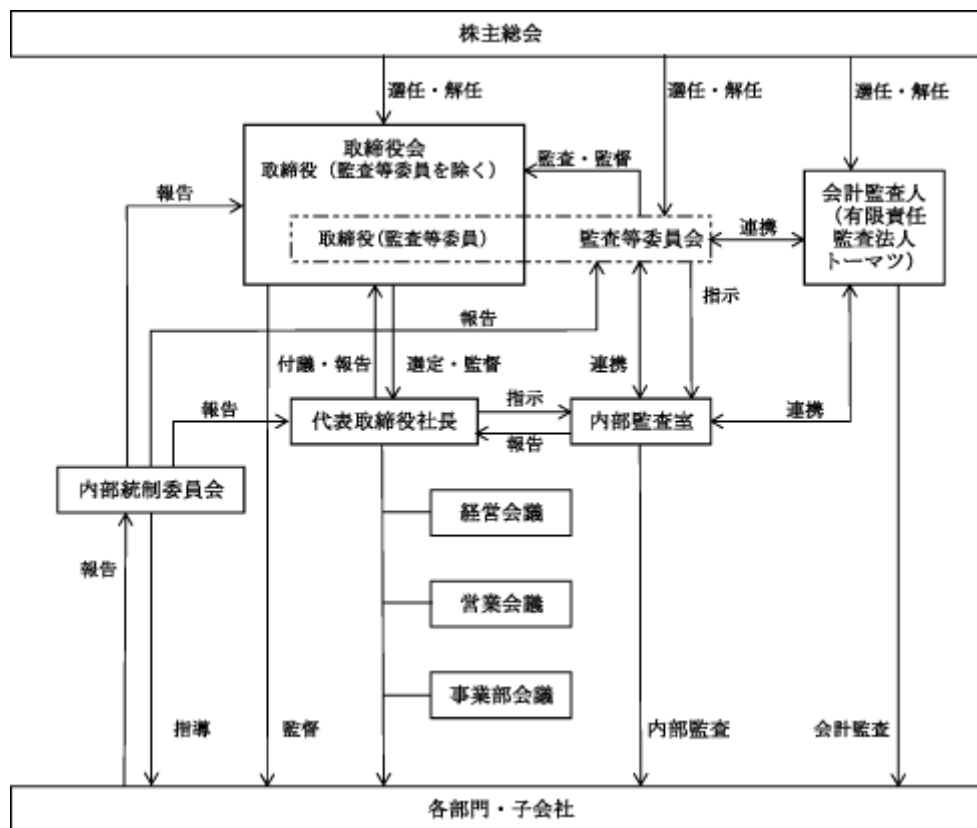 株主総会
選任・解任
選任・解任
選任・解任
取締役会
取締役（監査等委員を除く）
監査・監督
報告
会計監査人
（有限責任
監査法人
トーマツ）
取締役(監査等委員)
監査等委員会
連携
指示
報告
付議・報告
選定・監督
連携
報告
代表取締役社長
指示
報告
内部監査室
連携
内部統制委員会
経営会議
報告
営業会議
事業部会議
指導
監督
内部監査
会計監査
各部門・子会社